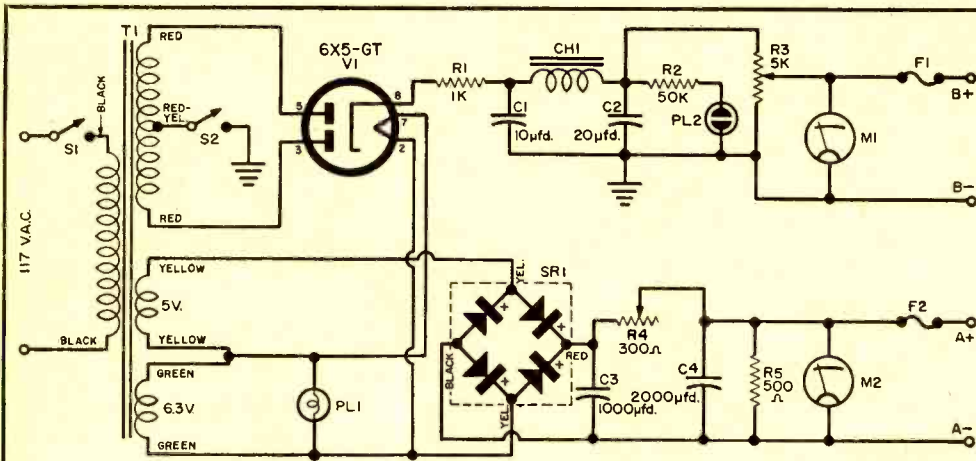 T1
RED
6X5-GT
V1
CH1
BLACK
RED-
YEL.
S1
S2
5
3
8
7
2
R1
1K
C1
10µfd.
C2
20µfd.
R2
50K
PL2
R3
5K
F1
B+
M1
B-
RED
117 V.A.C.
YELLOW
5V.
YELLOW
BLACK
GREEN
6.3V.
GREEN
PL1
YEL.
SR1
+
+
+
+
BLACK
RED
YEL.
R4
300Ω
C3
1000µfd.
C4
2000µfd.
R5
500
Ω
M2
F2
A+
A-